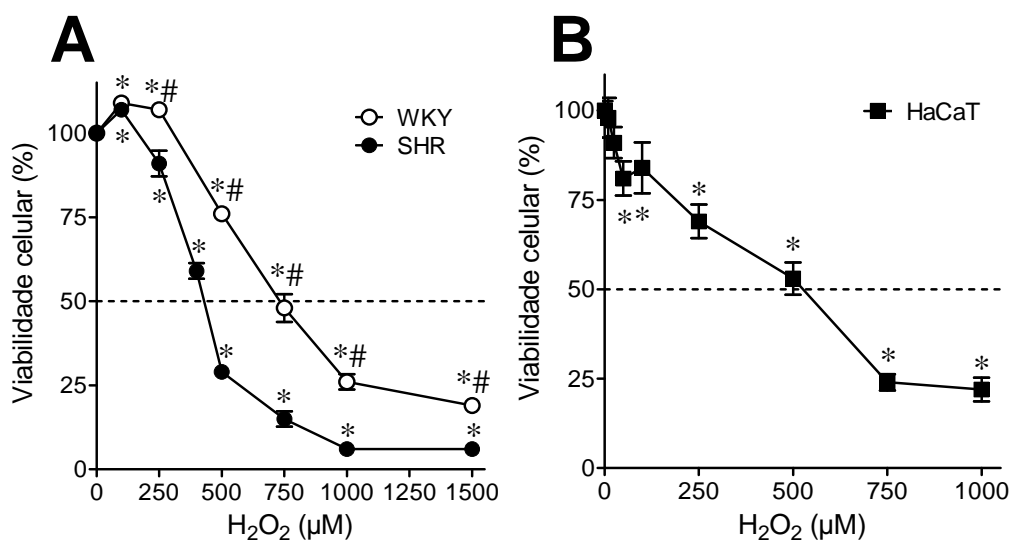 A
Viabilidade celular (%)
100
75
50
25
0
* *# *# *# *# *#
* * * * * * *
WKY
SHR
0 250 500 750 1000 1250 1500
H₂O₂ (µM)
B
Viabilidade celular (%)
100
75
50
25
0
HaCaT
* * * * * *
0 250 500 750 1000
H₂O₂ (µM)